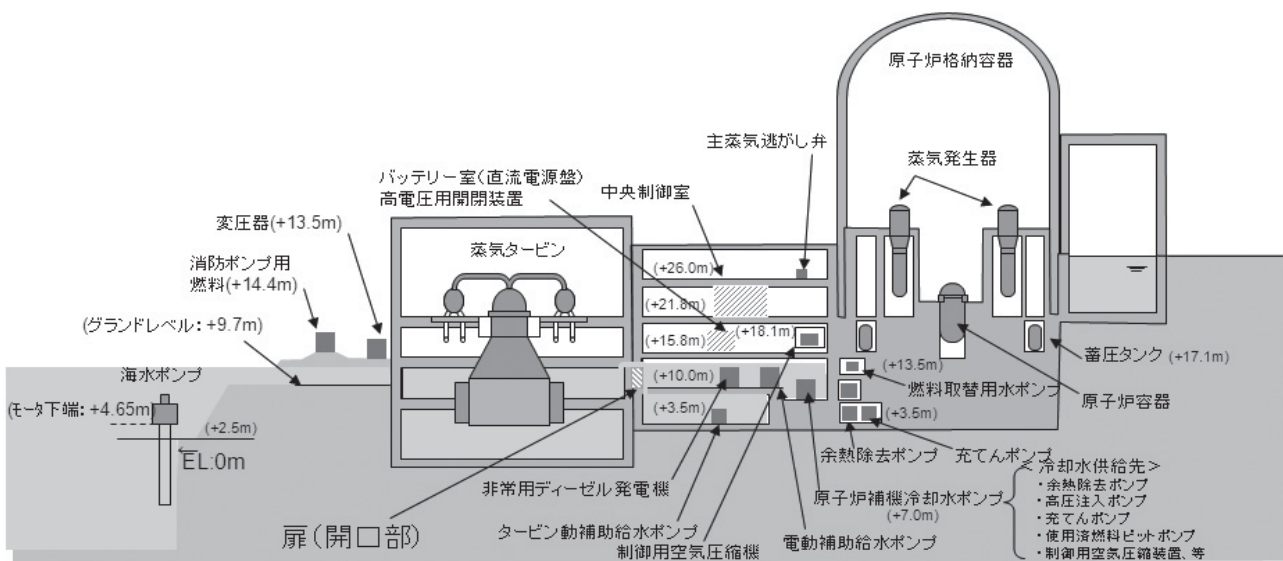 原子炉格納容器
主蒸気逃がし弁
蒸気発生器
バッテリー室(直流電源盤)
高電圧用開閉装置
中央制御室
変圧器(+13.5m)
蒸気タービン
消防ポンプ用
燃料(+14.4m)
(+26.0m)
(+21.8m)
(グランドレベル:+9.7m)
(+18.1m)
(+15.8m)
蓄圧タンク(+17.1m)
海水ポンプ
(+13.5m)
(+10.0m)
燃料取替用水ポンプ
原子炉容器
(モータ下端:+4.65m)
(+3.5m)
(+3.5m)
(+2.5m)
EL:0m
余熱除去ポンプ
充てんポンプ
<冷却水供給先>
・余熱除去ポンプ
・高圧注入ポンプ
・充てんポンプ
・使用済燃料ピットポンプ
・制御用空気圧縮装置、等
非常用ディーゼル発電機
原子炉補機冷却水ポンプ
(+7.0m)
扉(開口部)
タービン動補助給水ポンプ
制御用空気圧縮機
電動補助給水ポンプ